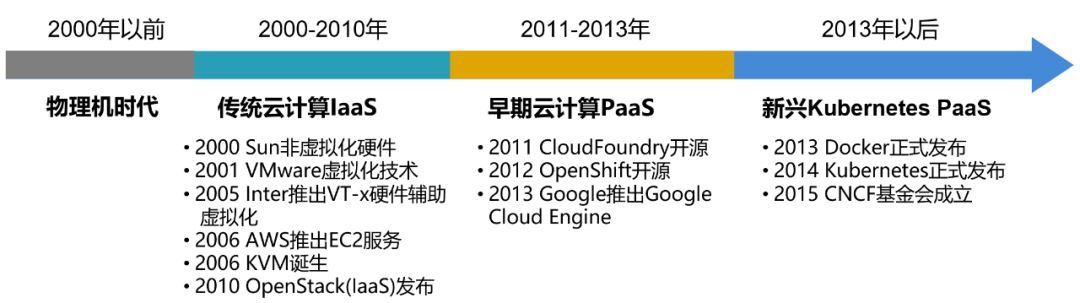 2000年以前
2000-2010年
2011-2013年
2013年以后
物理机时代
传统云计算IaaS
• 2000 Sun非虚拟化硬件
• 2001 VMware虚拟化技术
• 2005 Inter推出VT-x硬件辅助
虚拟化
• 2006 AWS推出EC2服务
• 2006 KVM诞生
• 2010 OpenStack(IaaS)发布
早期云计算PaaS
• 2011 CloudFoundry开源
• 2012 OpenShift开源
• 2013 Google推出Google
Cloud Engine
新兴Kubernetes PaaS
• 2013 Docker正式发布
• 2014 Kubernetes正式发布
• 2015 CNCF基金会成立